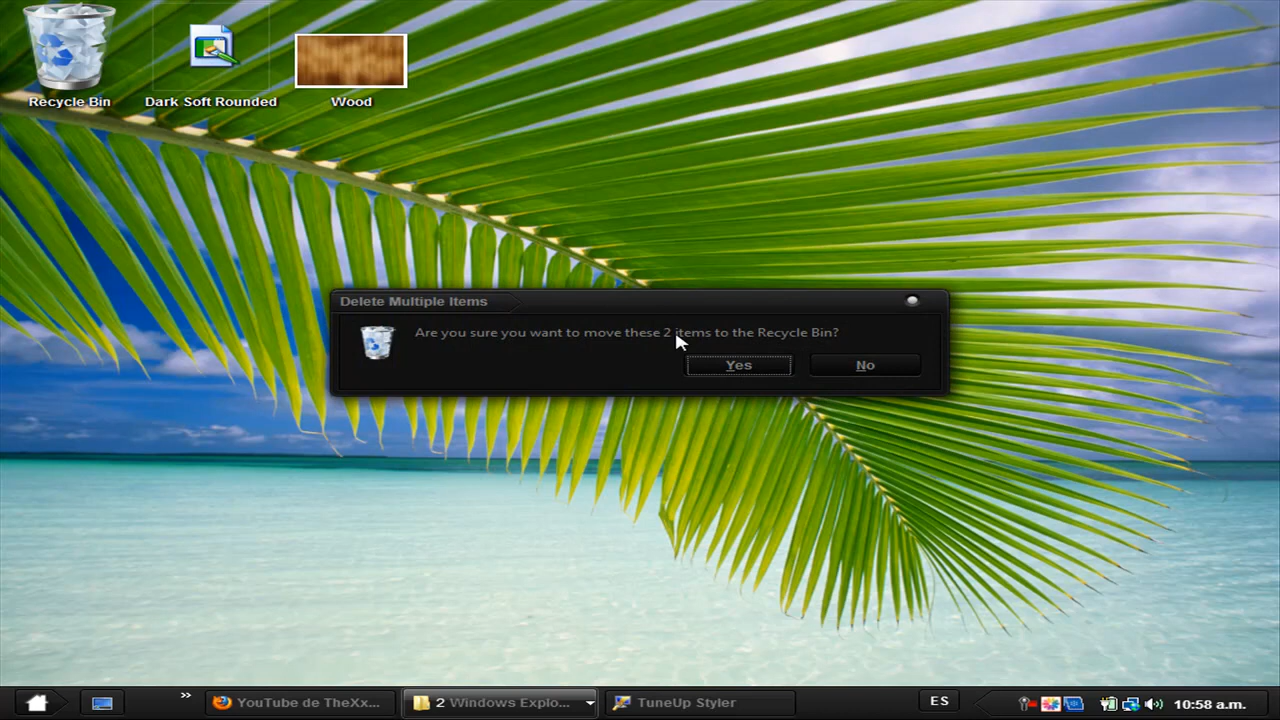 Recycle Bin
Dark Soft Rounded
Wood
Delete Multiple Items
Are you sure you want to move these 2 items to the Recycle Bin?
Yes
No
YouTube de TheXx...
2 Windows Explo...
TuneUp Styler
ES
10:58 a.m.